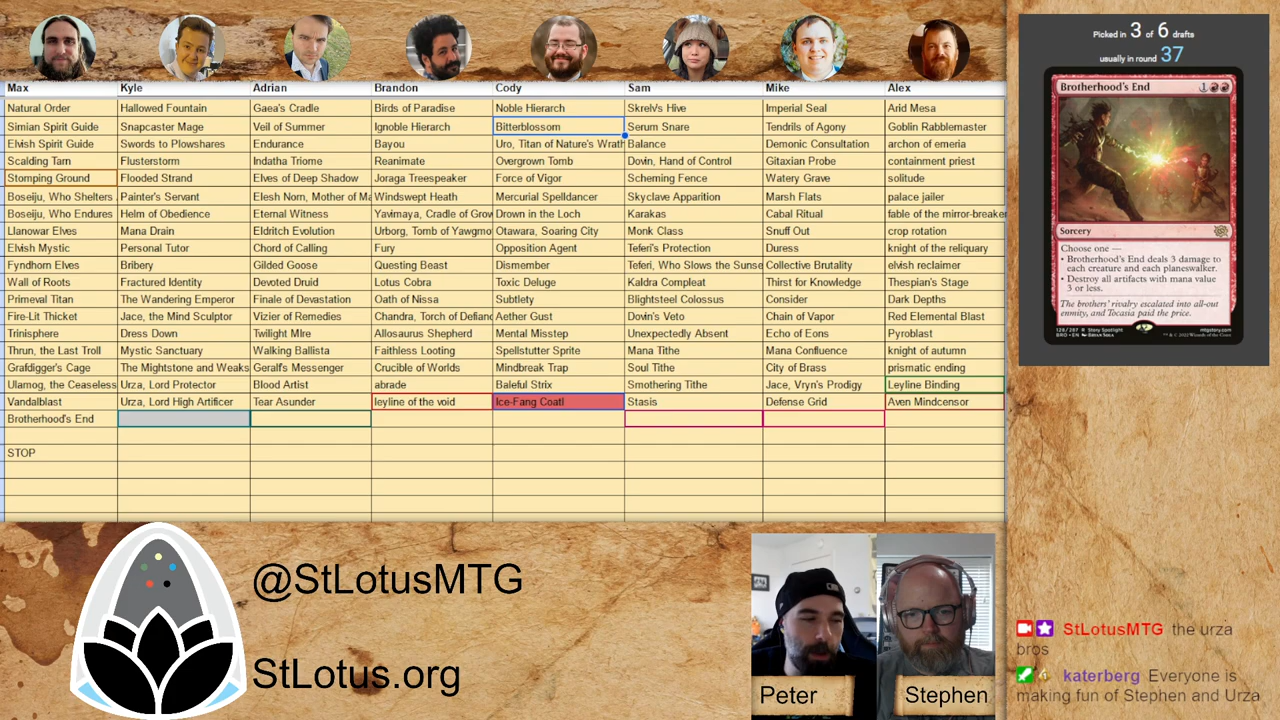 Max Kyle Adrian Brandon Cody Sam Mike Alex
Natural Order Hallowed Fountain Gaea's Cradle Birds of Paradise Noble Hierarch Skrelv's Hive Imperial Seal Arid Mesa
Simian Spirit Guide Snapcaster Mage Veil of Summer Ignoble Hierarch Bitterblossom Serum Snare Tendrils of Agony Goblin Rabblemaster
Elvish Spirit Guide Swords to Plowshares Endurance Bayou Uro, Titan of Nature's Wrath Balance Demonic Consultation archon of emeria
Scalding Tarn Flusterstorm Indatha Triome Reanimate Overgrown Tomb Dovin, Hand of Control Gitaxian Probe containment priest
Stomping Ground Flooded Strand Elves of Deep Shadow Joraga Treespeaker Force of Vigor Scheming Fence Watery Grave solitude
Boseiju, Who Shelters Painter's Servant Elesh Norn, Mother of Ma Windswept Heath Mercurial Spelldancer Skyclave Apparition Marsh Flats palace jailer
Boseiju, Who Endures Helm of Obedience Eternal Witness Yavimaya, Cradle of Grow Drown in the Loch Karakas Cabal Ritual fable of the mirror-breaker
Llanowar Elves Mana Drain Eldritch Evolution Urborg, Tomb of Yawgmo Otawara, Soaring City Monk Class Snuff Out crop rotation
Elvish Mystic Personal Tutor Chord of Calling Fury Opposition Agent Teferi's Protection Duress knight of the reliquary
Fyndhorn Elves Bribery Gilded Goose Questing Beast Dismember Teferi, Who Slows the Sunse Collective Brutality elvish reclaimer
Wall of Roots Fractured Identity Devoted Druid Lotus Cobra Toxic Deluge Kaldra Compleat Thirst for Knowledge Thespian's Stage
Primeval Titan The Wandering Emperor Finale of Devastation Oath of Nissa Subtlety Blightsteel Colossus Consider Dark Depths
Fire-Lit Thicket Jace, the Mind Sculptor Vizier of Remedies Chandra, Torch of Defianc Aether Gust Dovin's Veto Chain of Vapor Red Elemental Blast
Trinisphere Dress Down Twilight MIre Allosaurus Shepherd Mental Misstep Unexpectedly Absent Echo of Eons Pyroblast
Thrun, the Last Troll Mystic Sanctuary Walking Ballista Faithless Looting Spellstutter Sprite Mana Tithe Mana Confluence knight of autumn
Grafdigger's Cage The Mightstone and Weaks Geralf's Messenger Crucible of Worlds Mindbreak Trap Soul Tithe City of Brass prismatic ending
Ulamog, the Ceaseless Urza, Lord Protector Blood Artist abrade Baleful Strix Smothering Tithe Jace, Vryn's Prodigy Leyline Binding
Vandalblast Urza, Lord High Artificer Tear Asunder leyline of the void Ice-Fang Coatl Stasis Defense Grid Aven Mindcensor
Brotherhood's End
STOP
Picked in 3 of 6 drafts
usually in round 37
Brotherhood's End 1
Sorcery
Choose one —
• Brotherhood's End deals 3 damage to
each creature and each planeswalker.
• Destroy all artifacts with mana value
3 or less.
The brothers' rivalry escalated into all-out
enmity, and Tocasia paid the price.
@StLotusMTG
StLotus.org
Peter Stephen
StLotusMTG the urza
bros
katerberg Everyone is
making fun of Stephen and Urza